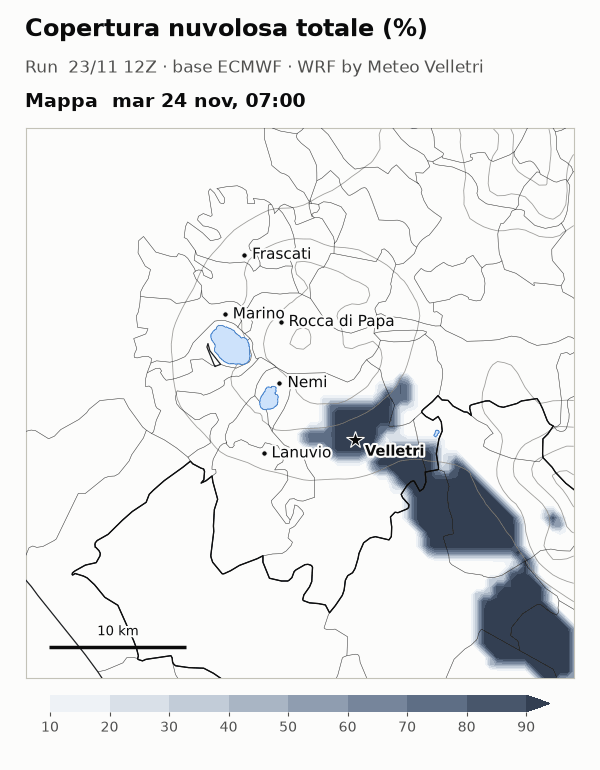 Copertura nuvolosa totale (%)
Run  23/11 12Z · base ECMWF · WRF by Meteo Velletri
Mappa  mar 24 nov, 07:00
Frascati
Marino
Rocca di Papa
Nemi
Velletri
Lanuvio
10 km
10 20 30 40 50 60 70 80 90